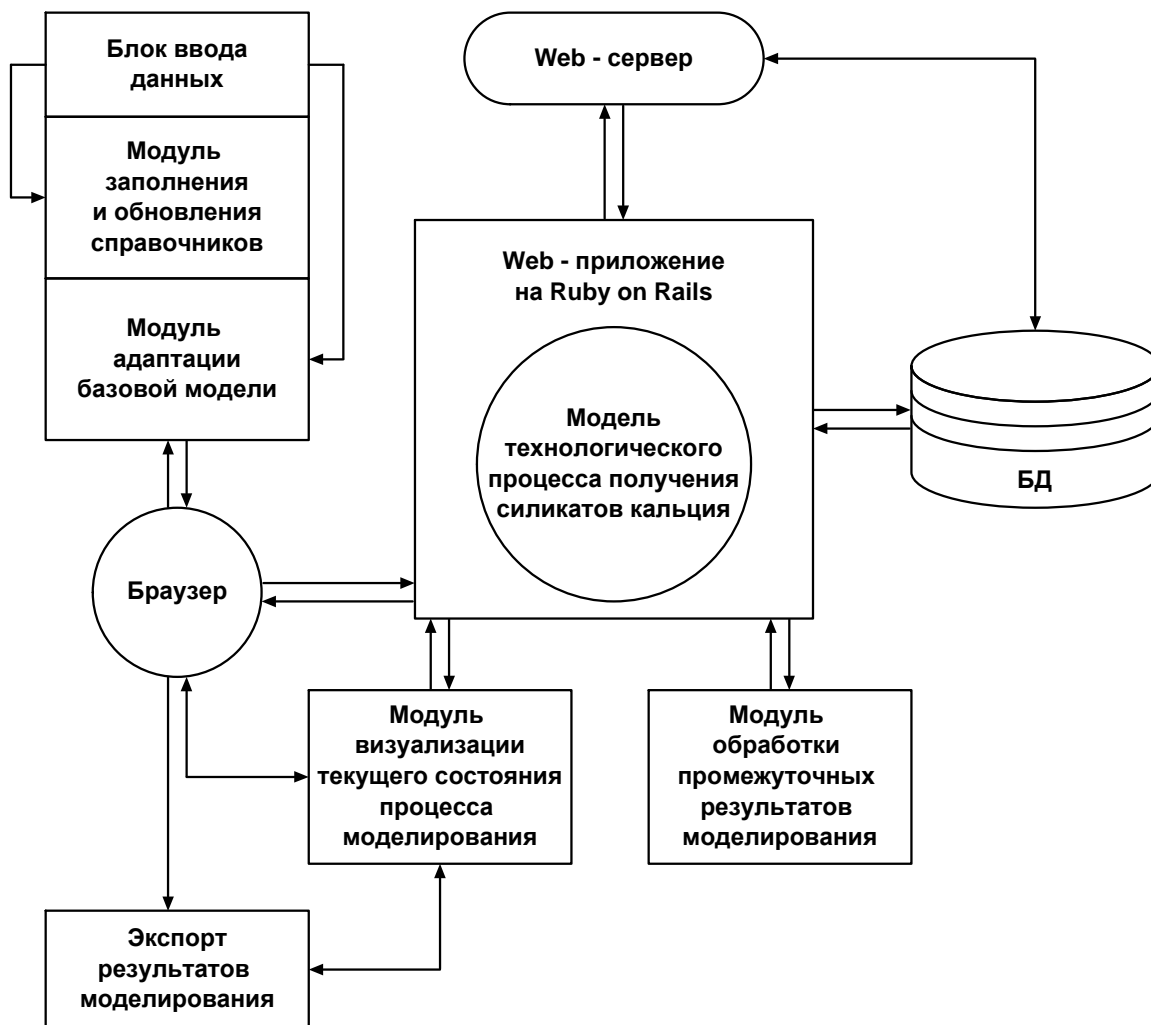 Блок ввода
данных
Модуль
заполнения
и обновления
справочников
Модуль
адаптации
базовой модели
Web - сервер
Web - приложение
на Ruby on Rails
Модель
технологического
процесса получения
силикатов кальция
БД
Браузер
Модуль
визуализации
текущего состояния
процесса
моделирования
Модуль
обработки
промежуточных
результатов
моделирования
Экспорт
результатов
моделирования